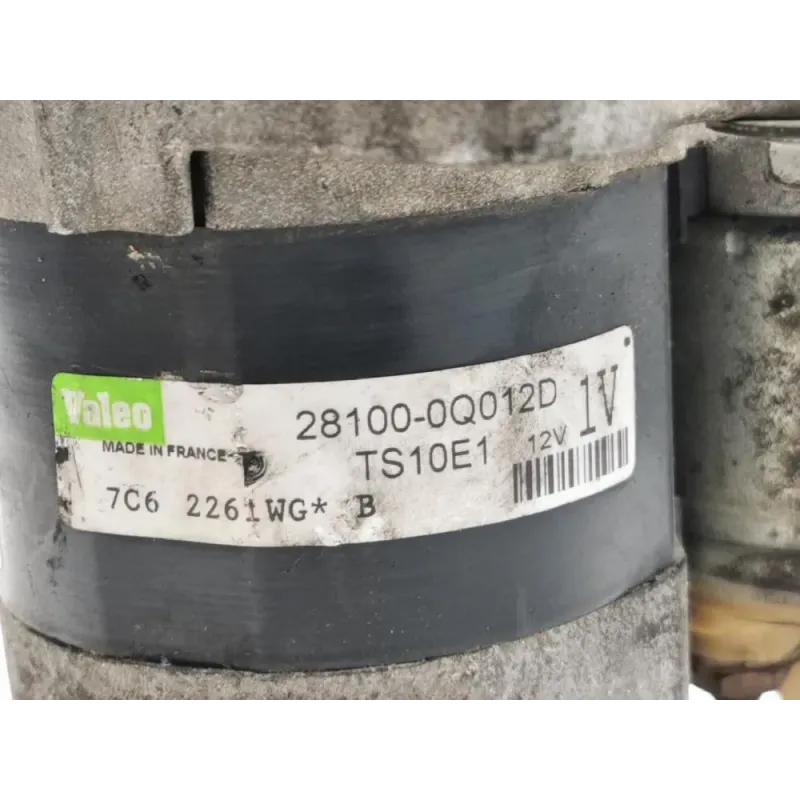 Valeo
MADE IN FRANCE
28100-0Q012D 1V
TS10E1 12V
7C6 2261WG* B